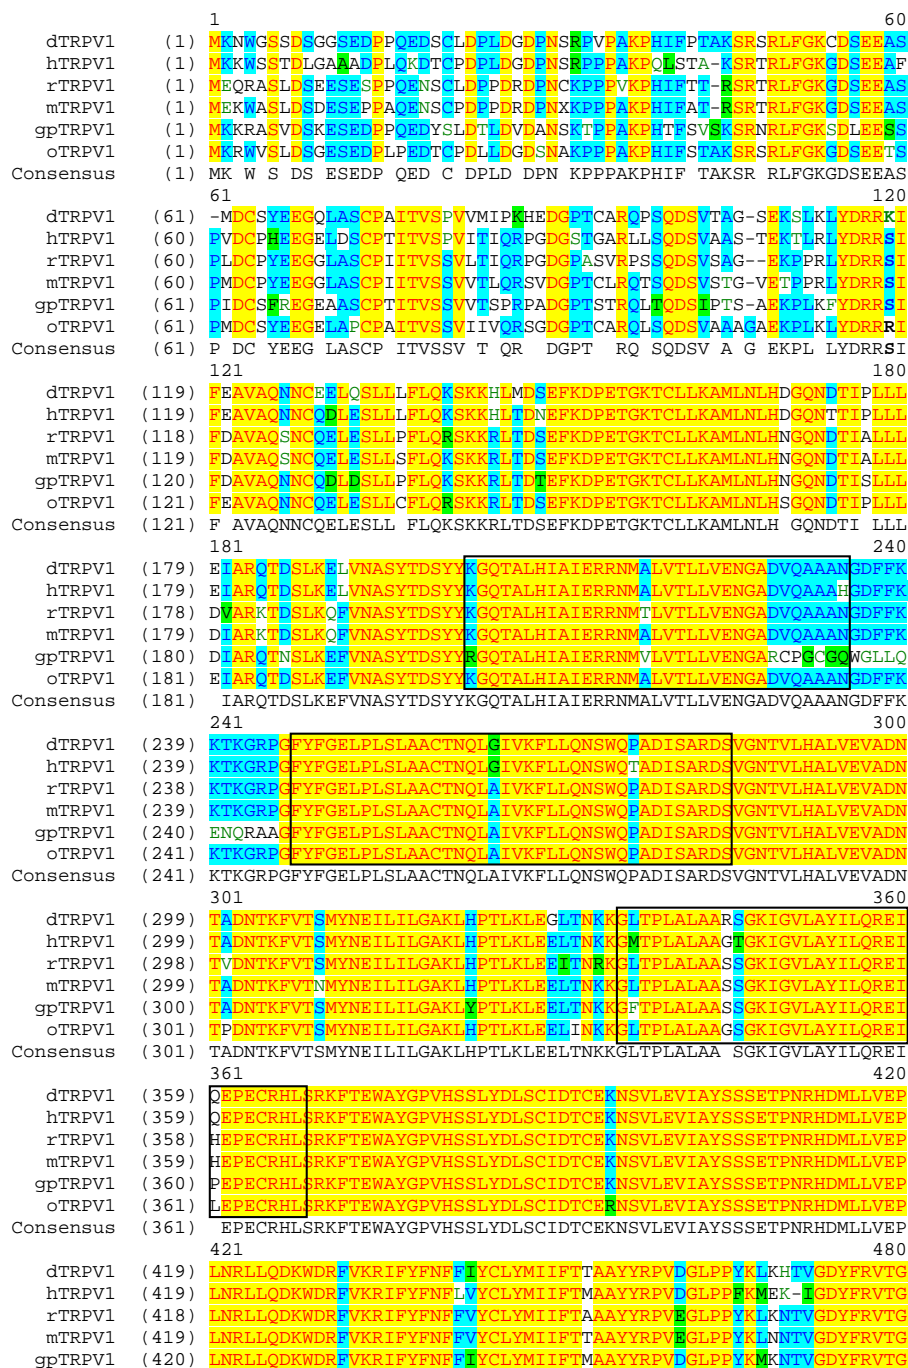 1 60
dTRPV1 (1) MKNWGSSDSGGSEDPPQEDSCLDPLDGDPNSRPVPAKPHIFPTAKSRSRLFGKCDSEEAS
hTRPV1 (1) MKKWSSTDLGAAADPLQKDTCPDPLDGDPNSRPPPAKPQLSTA-KSRTRLFGKGDSEEAF
rTRPV1 (1) MEQRASLDSEESESPPQENSCLDPPDRDPNCKPPPVKPHIFTT-RSRTRLFGKGDSEEAS
mTRPV1 (1) MEKWASLDSDESEPPAQENSCPDPPDRDPNXKPPPAKPHIFAT-RSRTRLFGKGDSEEAS
gpTRPV1 (1) MKKRASVDSKESEDPPQEDYSLDTLDVDANSKTPPAKPHTFSVSKSRNRLFGKSDLEESS
oTRPV1 (1) MKRWVSLDSGESEDPLPEDTCPDLLDGDSNAKPPPAKPHIFSTAKSRSRLFGKGDSEETS
Consensus (1) MK W S DS ESEDP QED C DPLD DPN KPPPAKPHIF TAKSRSRLFGKGDSEEAS
61 120
dTRPV1 (61) -MDCSYEEGQLASCPAITVSPVVMIPKHEDGPTCARQPSQDSVTAG-SEKSLKLYDRRKI
hTRPV1 (60) PVDCPHEEGELDSCPTITVSPVITIQRPGDGSTGARLLSQDSVAAS-TEKTLRLYDRRSI
rTRPV1 (60) PLDCPYEEGGLASCPIITVSSVLTIQRPGDGPASVRPSSQDSVSAG--EKPPRLYDRRSI
mTRPV1 (60) PMDCPYEEGGLASCPIITVSSVVTLQRSVDGPTCLRQTSQDSVSTG-VETPPRLYDRRSI
gpTRPV1 (61) PIDCSFREGEAASCPTITVSSVVTSPRPADGPTSTRQLTQDSIPTS-AEKPLKFYDRRSI
oTRPV1 (61) PMDCSYEEGELAPCPAITVSSVIIVQRSGDGPTCARQLSQDSVAAAGAEKPLKLYDRRRI
Consensus (61) P DC YEEG LASCP ITVSSV T QR DGPT RQ SQDSV A G EKPL LYDRRSI
121 180
dTRPV1 (119) FEAVAQNNCEELQSLLLFLQKSKKHLMDSEFKDPETGKTCLLKAMLNLHDGQNDTIPLLL
hTRPV1 (119) FEAVAQNNCQDLESLLLFLQKSKKHLTDNEFKDPETGKTCLLKAMLNLHDGQNTTIPLLL
rTRPV1 (118) FDAVAQSNCQELESLLPFLQRSKKRLTDSEFKDPETGKTCLLKAMLNLHNGQNDTIALLL
mTRPV1 (119) FDAVAQSNCQELESLLSFLQKSKKRLTDSEFKDPETGKTCLLKAMLNLHNGQNDTIALLL
gpTRPV1 (120) FDAVAQNNCQDLDSLLPFLQKSKKRLTDTEFKDPETGKTCLLKAMLNLHNGQNDTISLLL
oTRPV1 (121) FEAVAQNNCQELESLLCFLQRSKKRLTDSEFKDPETGKTCLLKAMLNLHSGQNDTIPLLL
Consensus (121) F AVAQNNCQELESLL FLQKSKKRLTDSEFKDPETGKTCLLKAMLNLH GQNDTI LLL
181 240
dTRPV1 (179) EIARQTDSLKELVNASYTDSYYKGQTALHIAIERRNMALVTLLVENGADVQAAANGDFFK
hTRPV1 (179) EIARQTDSLKELVNASYTDSYYKGQTALHIAIERRNMALVTLLVENGADVQAAAHGDFFK
rTRPV1 (178) DVARKTDSLKQFVNASYTDSYYKGQTALHIAIERRNMTLVTLLVENGADVQAAANGDFFK
mTRPV1 (179) DIARKTDSLKQFVNASYTDSYYKGQTALHIAIERRNMALVTLLVENGADVQAAANGDFFK
gpTRPV1 (180) DIARQTNSLKEFVNASYTDSYYRGQTALHIAIERRNMVLVTLLVENGARCPGCGQWGLLQ
oTRPV1 (181) EIARQTDSLKEFVNASYTDSYYKGQTALHIAIERRNMALVTLLVENGADVQAAANGDFFK
Consensus (181) IARQTDSLKEFVNASYTDSYYKGQTALHIAIERRNMALVTLLVENGADVQAAANGDFFK
241 300
dTRPV1 (239) KTKGRPGFYFGELPLSLAACTNQLGIVKFLLQNSWQPADISARDSVGNTVLHALVEVADN
hTRPV1 (239) KTKGRPGFYFGELPLSLAACTNQLGIVKFLLQNSWQTADISARDSVGNTVLHALVEVADN
rTRPV1 (238) KTKGRPGFYFGELPLSLAACTNQLAIVKFLLQNSWQPADISARDSVGNTVLHALVEVADN
mTRPV1 (239) KTKGRPGFYFGELPLSLAACTNQLAIVKFLLQNSWQPADISARDSVGNTVLHALVEVADN
gpTRPV1 (240) ENQRAAGFYFGELPLSLAACTNQLAIVKFLLQNSWQPADISARDSVGNTVLHALVEVADN
oTRPV1 (241) KTKGRPGFYFGELPLSLAACTNQLAIVKFLLQNSWQPADISARDSVGNTVLHALVEVADN
Consensus (241) KTKGRPGFYFGELPLSLAACTNQLAIVKFLLQNSWQPADISARDSVGNTVLHALVEVADN
301 360
dTRPV1 (299) TADNTKFVTSMYNEILILGAKLHPTLKLEGLTNKKGLTPLALAARSGKIGVLAYILQREI
hTRPV1 (299) TADNTKFVTSMYNEILILGAKLHPTLKLEELTNKKGMTPLALAAGTGKIGVLAYILQREI
rTRPV1 (298) TVDNTKFVTSMYNEILILGAKLHPTLKLEEITNRKGLTPLALAASSGKIGVLAYILQREI
mTRPV1 (299) TADNTKFVTNMYNEILILGAKLHPTLKLEELTNKKGLTPLALAASSGKIGVLAYILQREI
gpTRPV1 (300) TADNTKFVTSMYNEILILGAKLYPTLKLEELTNKKGFTPLALAASSGKIGVLAYILQREI
oTRPV1 (301) TPDNTKFVTSMYNEILILGAKLHPTLKLEELINKKGLTPLALAAGSGKIGVLAYILQREI
Consensus (301) TADNTKFVTSMYNEILILGAKLHPTLKLEELTNKKGLTPLALAA SGKIGVLAYILQREI
361 420
dTRPV1 (359) QEPECRHLSRKFTEWAYGPVHSSLYDLSCIDTCEKNSVLEVIAYSSSETPNRHDMLLVEP
hTRPV1 (359) QEPECRHLSRKFTEWAYGPVHSSLYDLSCIDTCEKNSVLEVIAYSSSETPNRHDMLLVEP
rTRPV1 (358) HEPECRHLSRKFTEWAYGPVHSSLYDLSCIDTCEKNSVLEVIAYSSSETPNRHDMLLVEP
mTRPV1 (359) HEPECRHLSRKFTEWAYGPVHSSLYDLSCIDTCEKNSVLEVIAYSSSETPNRHDMLLVEP
gpTRPV1 (360) PEPECRHLSRKFTEWAYGPVHSSLYDLSCIDTCEKNSVLEVIAYSSSETPNRHDMLLVEP
oTRPV1 (361) LEPECRHLSRKFTEWAYGPVHSSLYDLSCIDTCERNSVLEVIAYSSSETPNRHDMLLVEP
Consensus (361) EPECRHLSRKFTEWAYGPVHSSLYDLSCIDTCEKNSVLEVIAYSSSETPNRHDMLLVEP
421 480
dTRPV1 (419) LNRLLQDKWDRFVKRIFYFNFFIYCLYMIIFTTAAYYRPVDGLPPYKLKHTVGDYFRVTG
hTRPV1 (419) LNRLLQDKWDRFVKRIFYFNFLVYCLYMIIFTMAAYYRPVDGLPPFKMEK-IGDYFRVTG
rTRPV1 (418) LNRLLQDKWDRFVKRIFYFNFFVYCLYMIIFTAAAYYRPVEGLPPYKLKNTVGDYFRVTG
mTRPV1 (419) LNRLLQDKWDRFVKRIFYFNFFVYCLYMIIFTTAAYYRPVEGLPPYKLNNTVGDYFRVTG
gpTRPV1 (420) LNRLLQDKWDRFVKRIFYFNFFIYCLYMIIFTMAAYYRPVDGLPPYKMKNTVGDYFRVTG